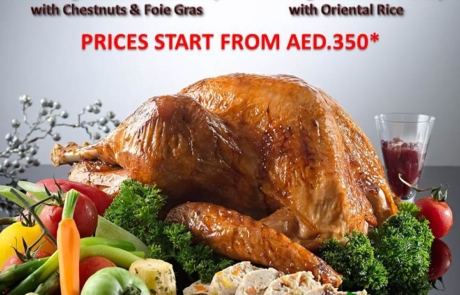 with Chestnuts & Foie Gras
with Oriental Rice
PRICES START FROM AED.350*